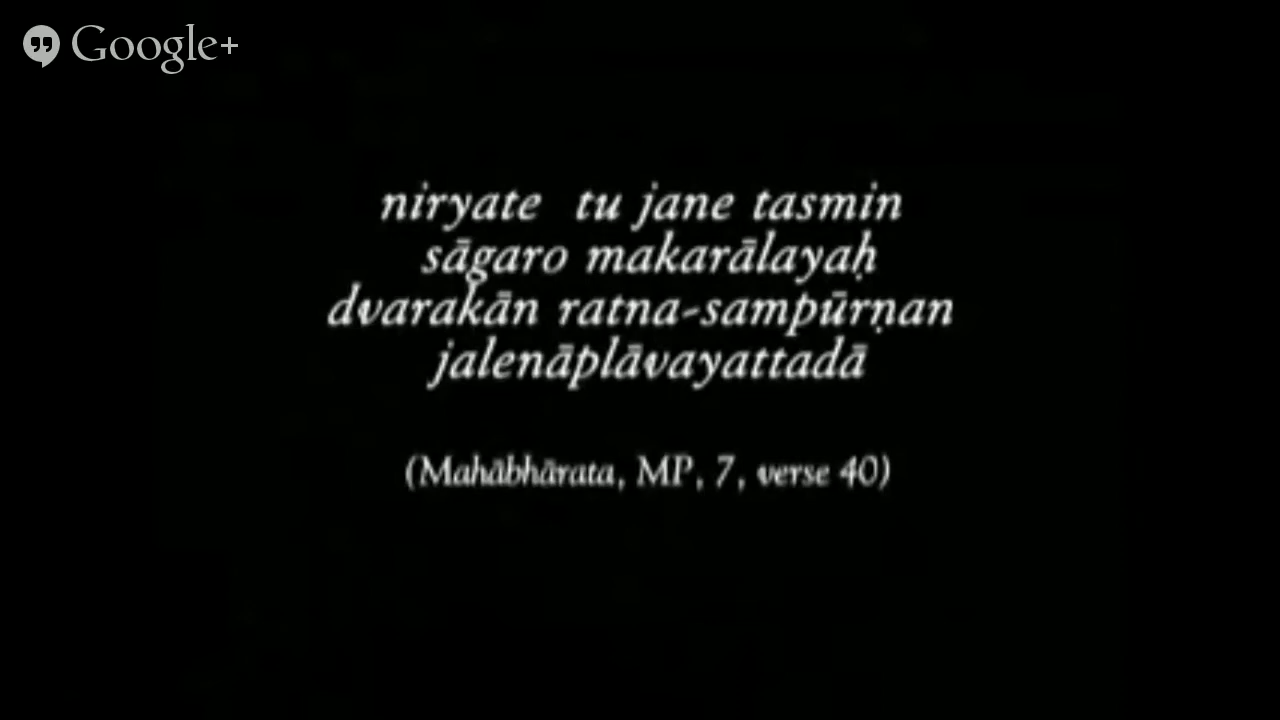 Google+
niryate tu jane tasmin
sāgaro makarālayaḥ
dvarakān ratna-sampūrṇan
jalenāplāvayattadā
(Mahābhārata, MP, 7, verse 40)